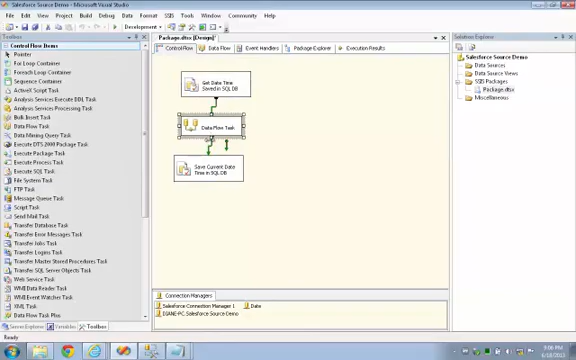 Salesforce Source Demo - Microsoft Visual Studio
File Edit View Project Build Debug Data Format SSIS Tools Window Community Help
Development
Toolbox
Control Flow Items
Pointer
For Loop Container
Foreach Loop Container
Sequence Container
ActiveX Script Task
Analysis Services Execute DDL Task
Analysis Services Processing Task
Bulk Insert Task
Data Flow Task
Data Mining Query Task
Execute DTS 2000 Package Task
Execute Package Task
Execute Process Task
Execute SQL Task
File System Task
FTP Task
Message Queue Task
Script Task
Send Mail Task
Transfer Database Task
Transfer Error Messages Task
Transfer Jobs Task
Transfer Logins Task
Transfer Master Stored Procedures Task
Transfer SQL Server Objects Task
Web Service Task
WMI Data Reader Task
WMI Event Watcher Task
XML Task
Data Flow Task Plus
Server Explorer Variables Toolbox
Package.dtsx [Design]*
Control Flow Data Flow Event Handlers Package Explorer Execution Results
Get Date Time
Saved in SQL DB
Data Flow Task
Save Current Date
Time in SQL DB
Connection Managers
Salesforce Connection Manager 1 Date
DIANE-PC.Salesforce Source Demo
Solution Explorer
Salesforce Source Demo
Data Sources
Data Source Views
SSIS Packages
Package.dtsx
Miscellaneous
9:06 PM